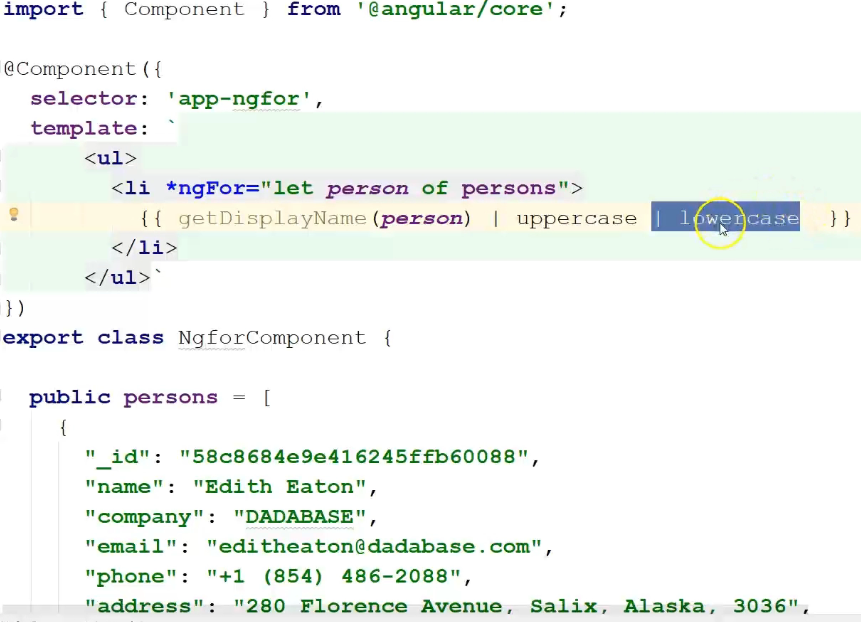 import { Component } from '@angular/core';
@Component({
selector: 'app-ngfor',
template: `
<ul>
<li *ngFor="let person of persons">
{{ getDisplayName(person) | uppercase | lowercase }}
</li>
</ul>`
})
export class NgforComponent {
public persons = [
{
"_id": "58c8684e9e416245ffb60088",
"name": "Edith Eaton",
"company": "DADABASE",
"email": "editheaton@dadabase.com",
"phone": "+1 (854) 486-2088",
"address": "280 Florence Avenue, Salix, Alaska, 3036",